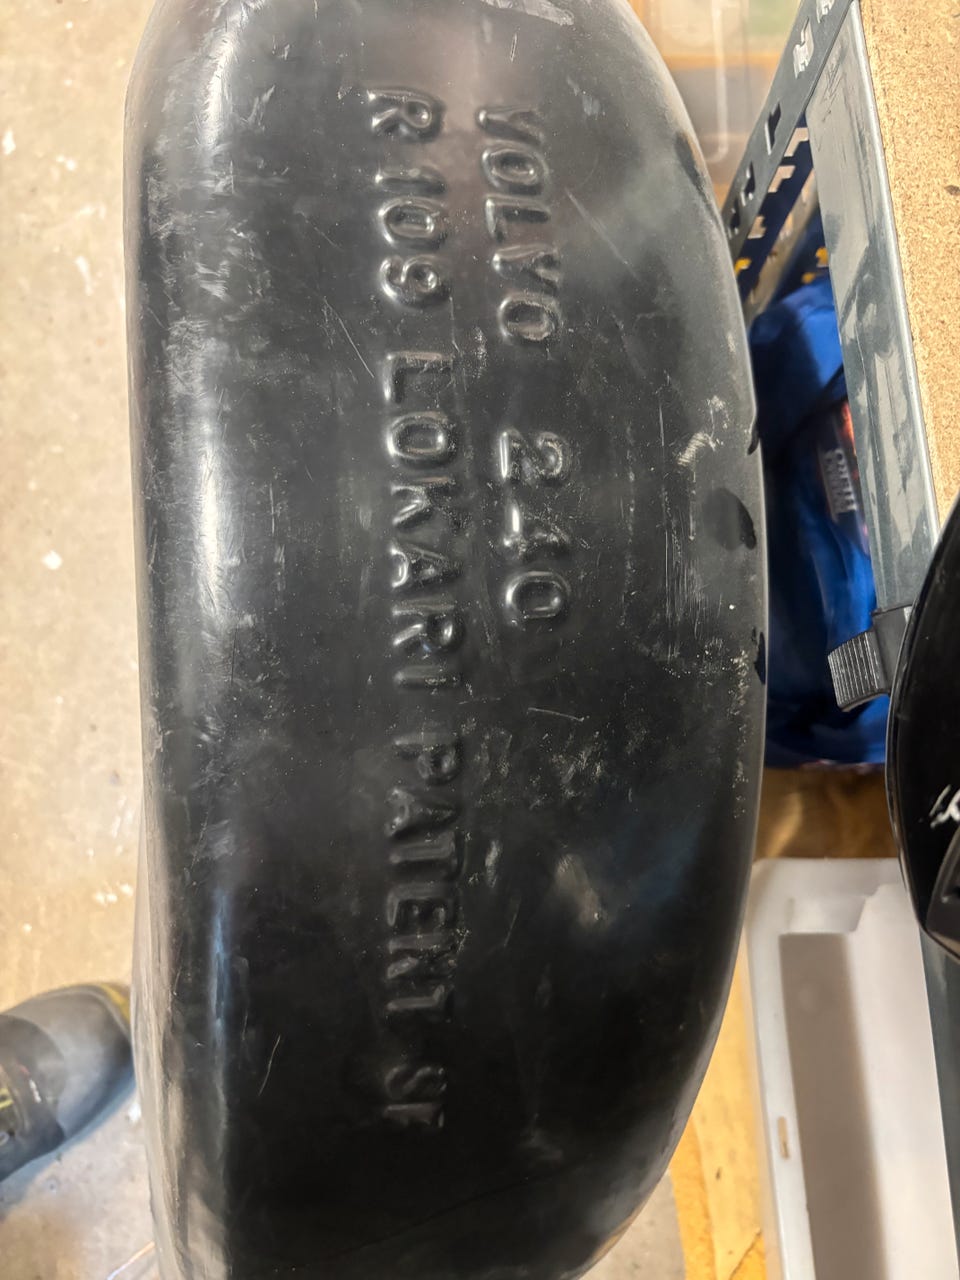 VOLVO 240
R 109 LOKARI PATENT SF